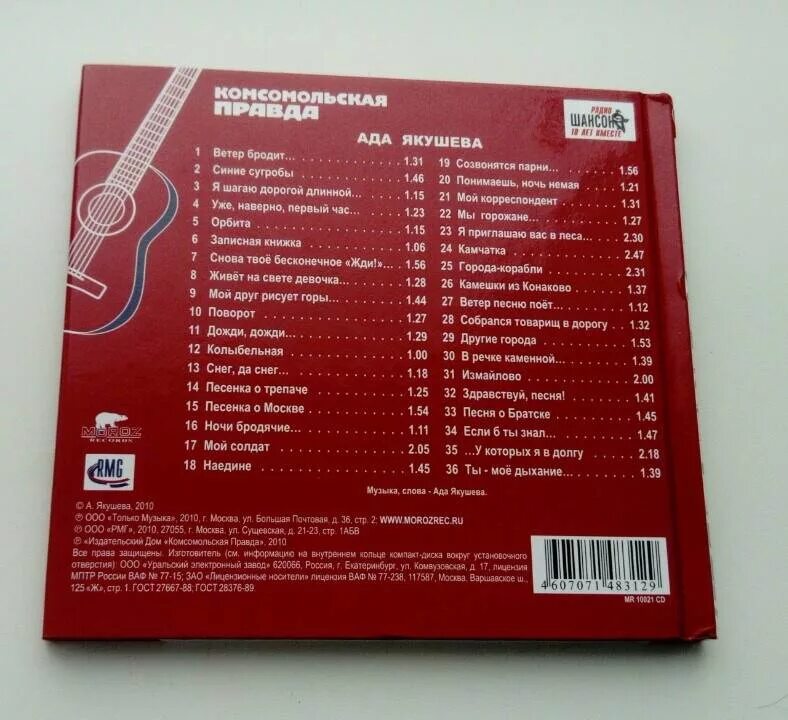 КОМСОМОЛЬСКАЯ
ПРАВДА
РАДИО
ШАНСОН
10 ЛЕТ ВМЕСТЕ
АДА ЯКУШЕВА
1 Ветер бродит... 1.31
2 Синие сугробы 1.46
3 Я шагаю дорогой длинной... 1.15
4 Уже, наверно, первый час... 1.23
5 Орбита 1.15
6 Записная книжка 1.06
7 Снова твоё бесконечное «Жди!»... 1.56
8 Живёт на свете девочка... 1.28
9 Мой друг рисует горы... 1.44
10 Поворот 1.27
11 Дожди, дожди... 1.29
12 Колыбельная 1.00
13 Снег, да снег... 1.18
14 Песенка о трепаче 1.25
15 Песенка о Москве 1.54
16 Ночи бродячие... 1.11
17 Мой солдат 2.05
18 Наедине 1.45
19 Созвонятся парни... 1.56
20 Понимаешь, ночь немая 1.21
21 Мой корреспондент 1.31
22 Мы горожане... 1.27
23 Я приглашаю вас в леса... 2.30
24 Камчатка 2.47
25 Города-корабли 2.31
26 Камешки из Конаково 1.37
27 Ветер песню поёт... 1.12
28 Собрался товарищ в дорогу 1.32
29 Другие города 1.53
30 В речке каменной... 1.39
31 Измайлово 2.00
32 Здравствуй, песня! 1.41
33 Песня о Братске 1.45
34 Если б ты знал... 1.47
35 ...У которых я в долгу 2.18
36 Ты - моё дыхание... 1.39
Музыка, слова - Ада Якушева.
MOROZ
RECORDS
RMG
© А. Якушева, 2010
℗ ООО «Только Музыка», 2010, г. Москва, ул. Большая Почтовая, д. 36, стр. 2; WWW.MOROZREC.RU
℗ ООО «РМГ», 2010, 27055, г. Москва, ул. Сущевская, д. 21-23, стр. 1АБВ
℗ «Издательский Дом «Комсомольская Правда», 2010
Все права защищены. Изготовитель (см. информацию на внутреннем кольце компакт-диска вокруг установочного
отверстия): ООО «Уральский электронный завод» 620066, Россия, г. Екатеринбург, ул. Комвузовская, д. 17, лицензия
МПТР России ВАФ № 77-15; ЗАО «Лицензионные носители» лицензия ВАФ № 77-238, 117587, Москва, Варшавское ш.,
125 «Ж», стр. 1. ГОСТ 27667-88; ГОСТ 28376-89.
4607071483129
MR 10021 CD